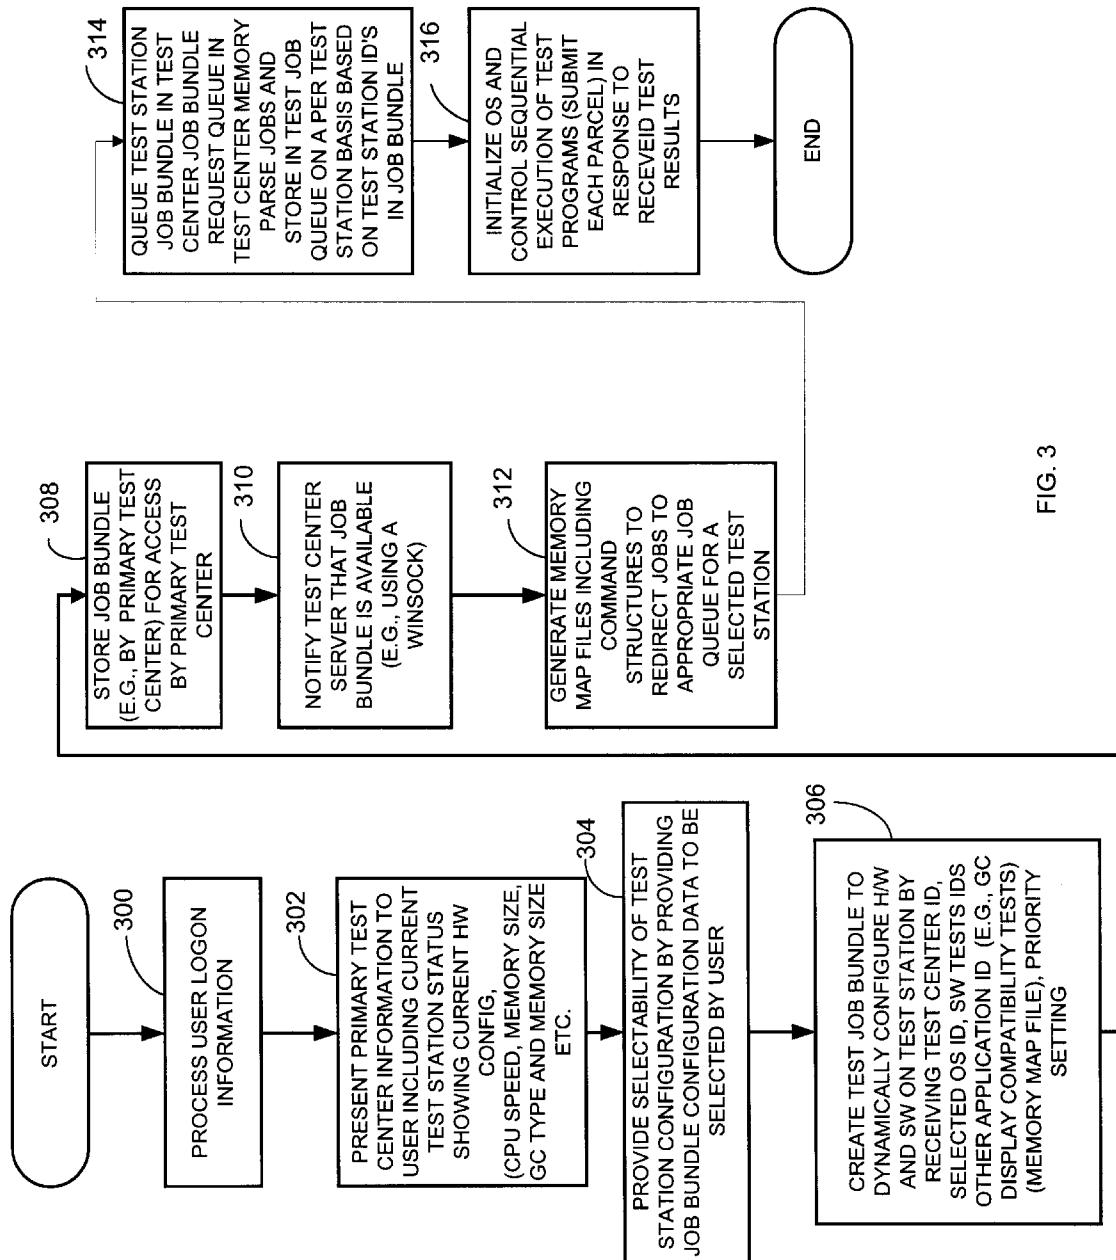 START
300
PROCESS USER LOGON
INFORMATION
302
PRESENT PRIMARY TEST
CENTER INFORMATION TO
USER INCLUDING CURRENT
TEST STATION STATUS
SHOWING CURRENT HW
CONFIG,
(CPU SPEED, MEMORY SIZE,
GC TYPE AND MEMORY SIZE
ETC.
304
PROVIDE SELECTABILITY OF TEST
STATION CONFIGURATION BY PROVIDING
JOB BUNDLE CONFIGURATION DATA TO BE
SELECTED BY USER
306
CREATE TEST JOB BUNDLE TO
DYNAMICALLY CONFIGURE H/W
AND SW ON TEST STATION BY
RECEIVING TEST CENTER ID,
SELECTED OS ID, SW TESTS IDS
OTHER APPLICATION ID (E.G., GC
DISPLAY COMPATIBILITY TESTS)
(MEMORY MAP FILE), PRIORITY
SETTING
308
STORE JOB BUNDLE
(E.G., BY PRIMARY TEST
CENTER) FOR ACCESS
BY PRIMARY TEST
CENTER
310
NOTIFY TEST CENTER
SERVER THAT JOB
BUNDLE IS AVAILABLE
(E.G., USING A
WINSOCK)
312
GENERATE MEMORY
MAP FILES INCLUDING
COMMAND
STRUCTURES TO
REDIRECT JOBS TO
APPROPRIATE JOB
QUEUE FOR A
SELECTED TEST
STATION
314
QUEUE TEST STATION
JOB BUNDLE IN TEST
CENTER JOB BUNDLE
REQUEST QUEUE IN
TEST CENTER MEMORY
PARSE JOBS AND
STORE IN TEST JOB
QUEUE ON A PER TEST
STATION BASIS BASED
ON TEST STATION ID'S
IN JOB BUNDLE
316
INITIALIZE OS AND
CONTROL SEQUENTIAL
EXECUTION OF TEST
PROGRAMS (SUBMIT
EACH PARCEL) IN
RESPONSE TO
RECEVEID TEST
RESULTS
END
FIG. 3